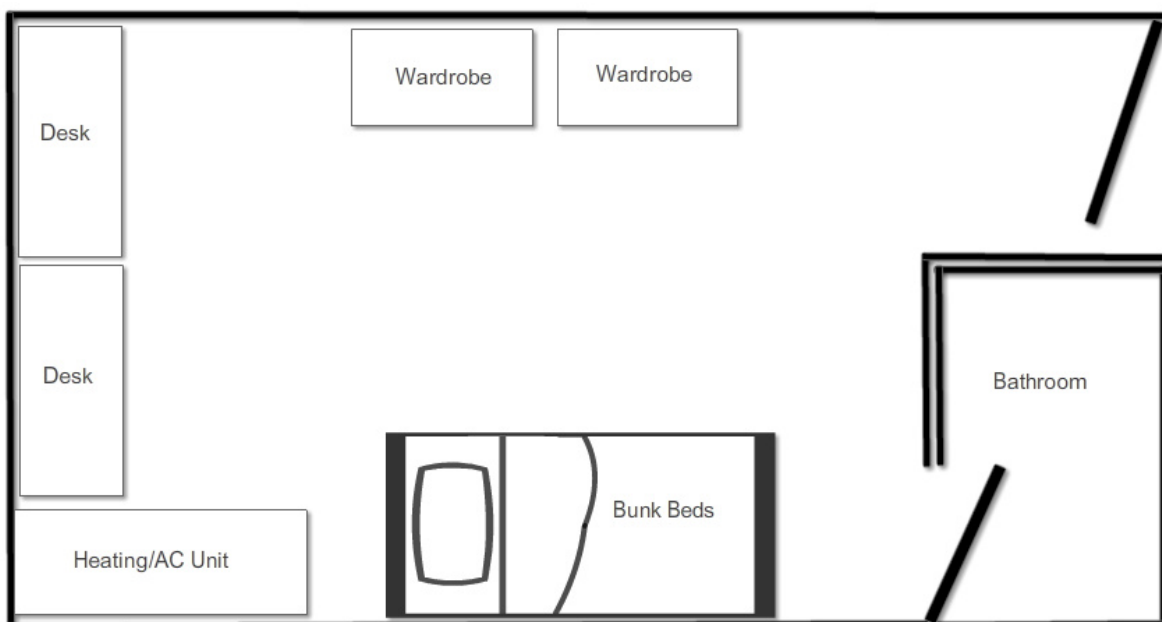 Wardrobe
Wardrobe
Desk
Desk
Bathroom
Bunk Beds
Heating/AC Unit